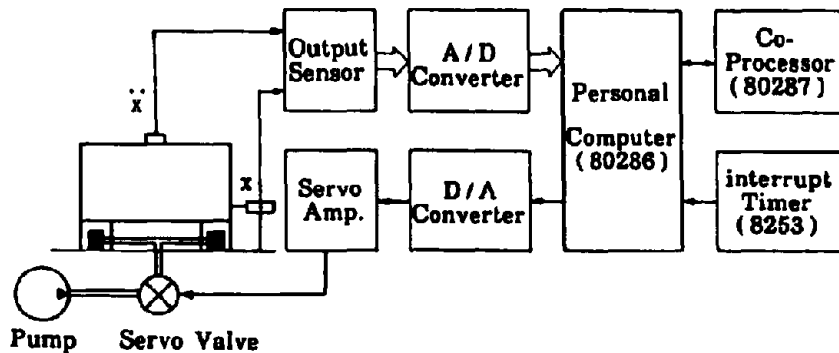 Output
Sensor
A/D
Converter
Personal
Computer
(80286)
Co-
Processor
(80287)
ẍ
x
Servo
Amp.
D/A
Converter
interrupt
Timer
(8253)
Pump
Servo Valve